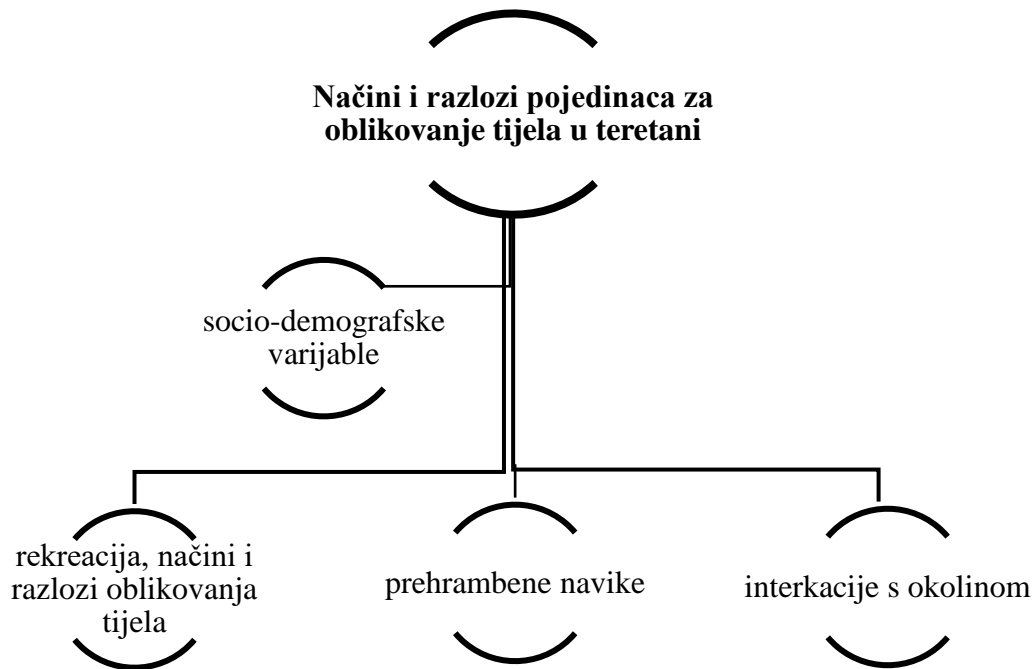 Načini i razlozi pojedinaca za
oblikovanje tijela u teretani
socio-demografske
varijable
rekreacija, načini i
razlozi oblikovanja
tijela
prehrambene navike
interkacije s okolinom